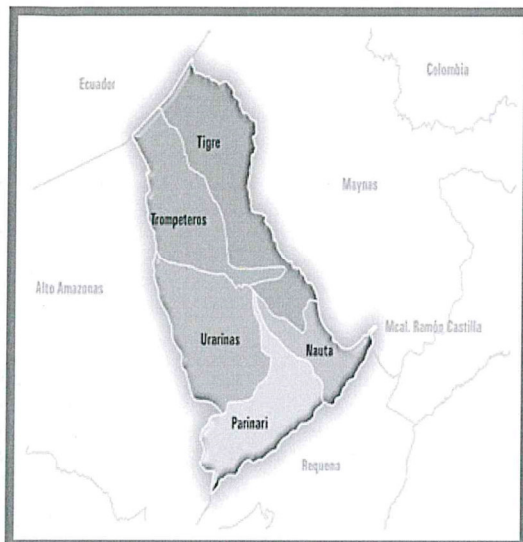 Colombia
Ecuador
Tigre
Maynas
Trompeteros
Alto Amazonas
Mcal. Ramón Castilla
Urarinas
Nauta
Parinari
Requena